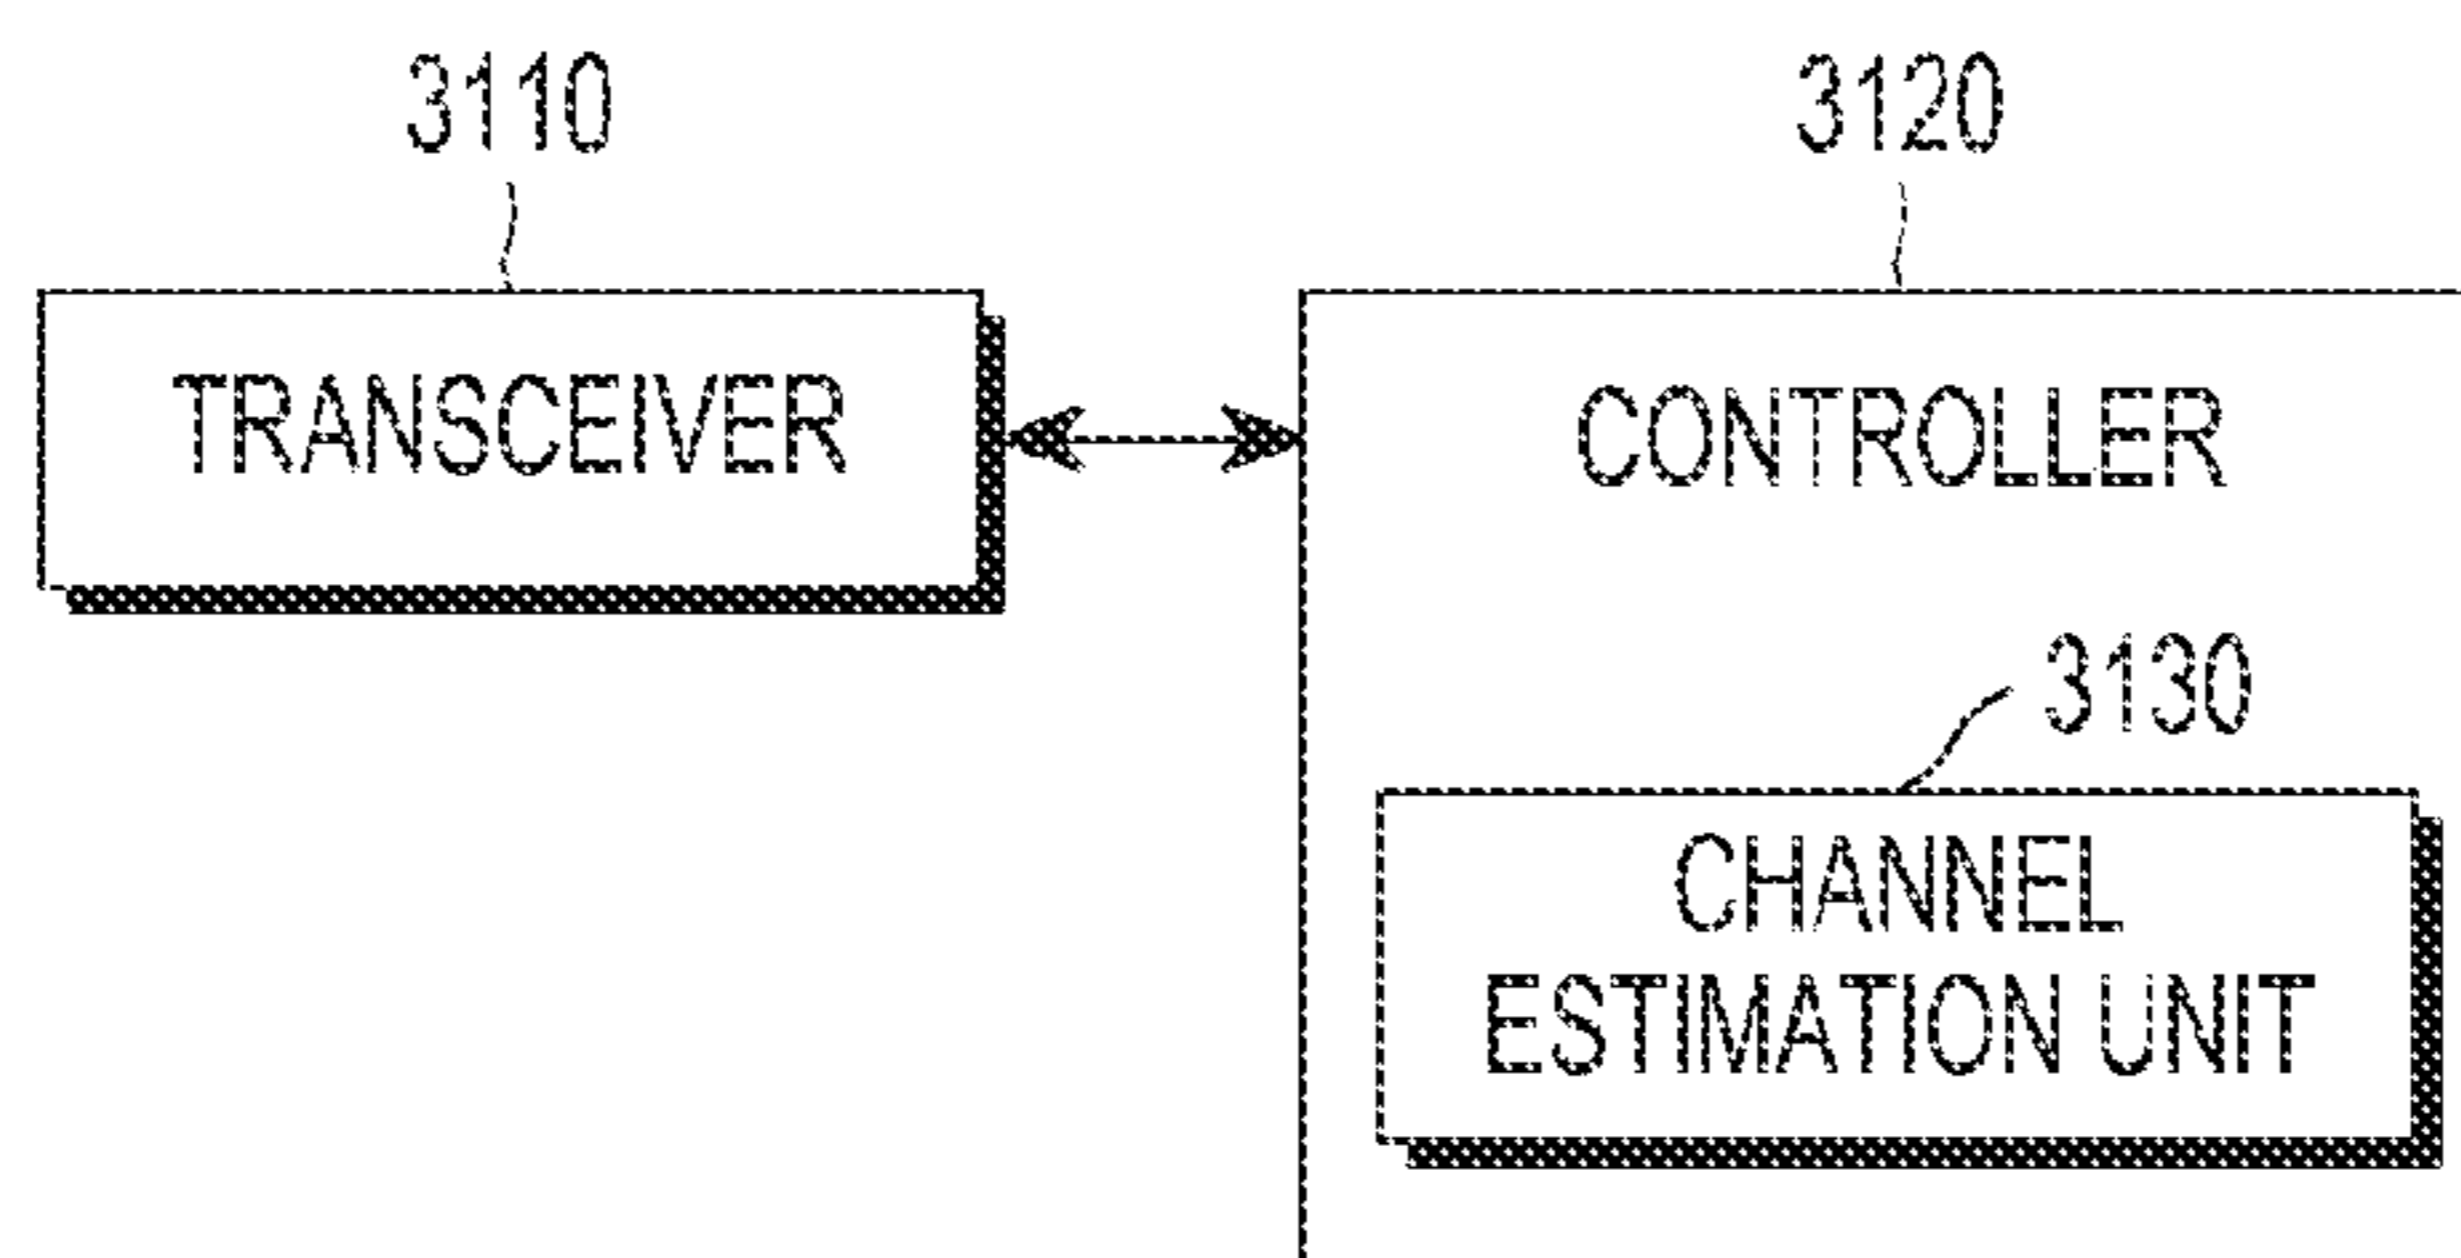 3110
3120
TRANSCEIVER
CONTROLLER
3130
CHANNEL
ESTIMATION UNIT